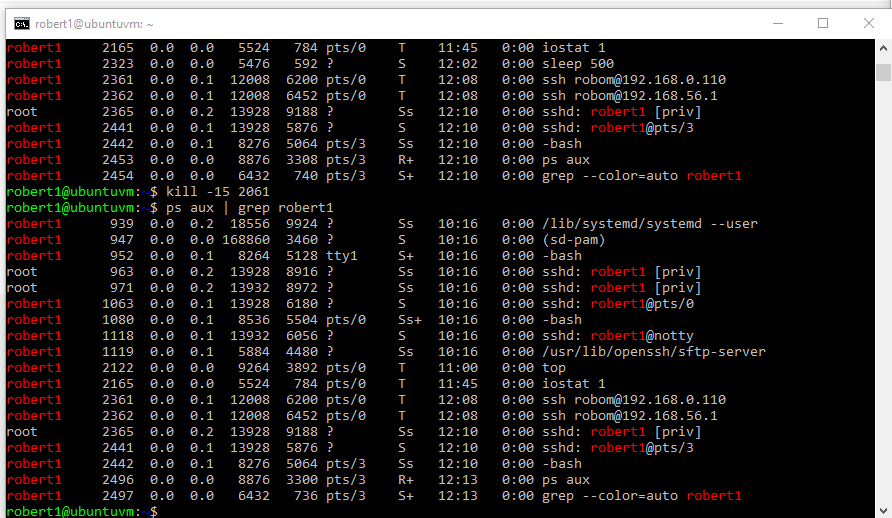 robert1@ubuntuvm: ~
robert1     2165  0.0  0.0   5524   784 pts/0    T    11:45   0:00 iostat 1
robert1     2323  0.0  0.0   5476   592 ?        S    12:02   0:00 sleep 500
robert1     2361  0.0  0.1  12008  6200 pts/0    T    12:08   0:00 ssh robom@192.168.0.110
robert1     2362  0.0  0.1  12008  6452 pts/0    T    12:08   0:00 ssh robom@192.168.56.1
root        2365  0.0  0.2  13928  9188 ?        Ss   12:10   0:00 sshd: robert1 [priv]
robert1     2441  0.0  0.1  13928  5876 ?        S    12:10   0:00 sshd: robert1@pts/3
robert1     2442  0.0  0.1   8276  5064 pts/3    Ss   12:10   0:00 -bash
robert1     2453  0.0  0.0   8876  3308 pts/3    R+   12:10   0:00 ps aux
robert1     2454  0.0  0.0   6432   740 pts/3    S+   12:10   0:00 grep --color=auto robert1
robert1@ubuntuvm:~$ kill -15 2061
robert1@ubuntuvm:~$ ps aux | grep robert1
robert1      939  0.0  0.2  18556  9924 ?        Ss   10:16   0:00 /lib/systemd/systemd --user
robert1      947  0.0  0.0 168860  3460 ?        S    10:16   0:00 (sd-pam)
robert1      952  0.0  0.1   8264  5128 tty1     S+   10:16   0:00 -bash
root         963  0.0  0.2  13928  8916 ?        Ss   10:16   0:00 sshd: robert1 [priv]
root         971  0.0  0.2  13932  8972 ?        Ss   10:16   0:00 sshd: robert1 [priv]
robert1     1063  0.0  0.1  13928  6180 ?        S    10:16   0:00 sshd: robert1@pts/0
robert1     1080  0.0  0.1   8536  5504 pts/0    Ss+  10:16   0:00 -bash
robert1     1118  0.0  0.1  13932  6056 ?        S    10:16   0:00 sshd: robert1@notty
robert1     1119  0.0  0.1   5884  4480 ?        Ss   10:16   0:00 /usr/lib/openssh/sftp-server
robert1     2122  0.0  0.0   9264  3892 pts/0    T    11:00   0:00 top
robert1     2165  0.0  0.0   5524   784 pts/0    T    11:45   0:00 iostat 1
robert1     2361  0.0  0.1  12008  6200 pts/0    T    12:08   0:00 ssh robom@192.168.0.110
robert1     2362  0.0  0.1  12008  6452 pts/0    T    12:08   0:00 ssh robom@192.168.56.1
root        2365  0.0  0.2  13928  9188 ?        Ss   12:10   0:00 sshd: robert1 [priv]
robert1     2441  0.0  0.1  13928  5876 ?        S    12:10   0:00 sshd: robert1@pts/3
robert1     2442  0.0  0.1   8276  5064 pts/3    Ss   12:10   0:00 -bash
robert1     2496  0.0  0.0   8876  3300 pts/3    R+   12:13   0:00 ps aux
robert1     2497  0.0  0.0   6432   736 pts/3    S+   12:13   0:00 grep --color=auto robert1
robert1@ubuntuvm:~$